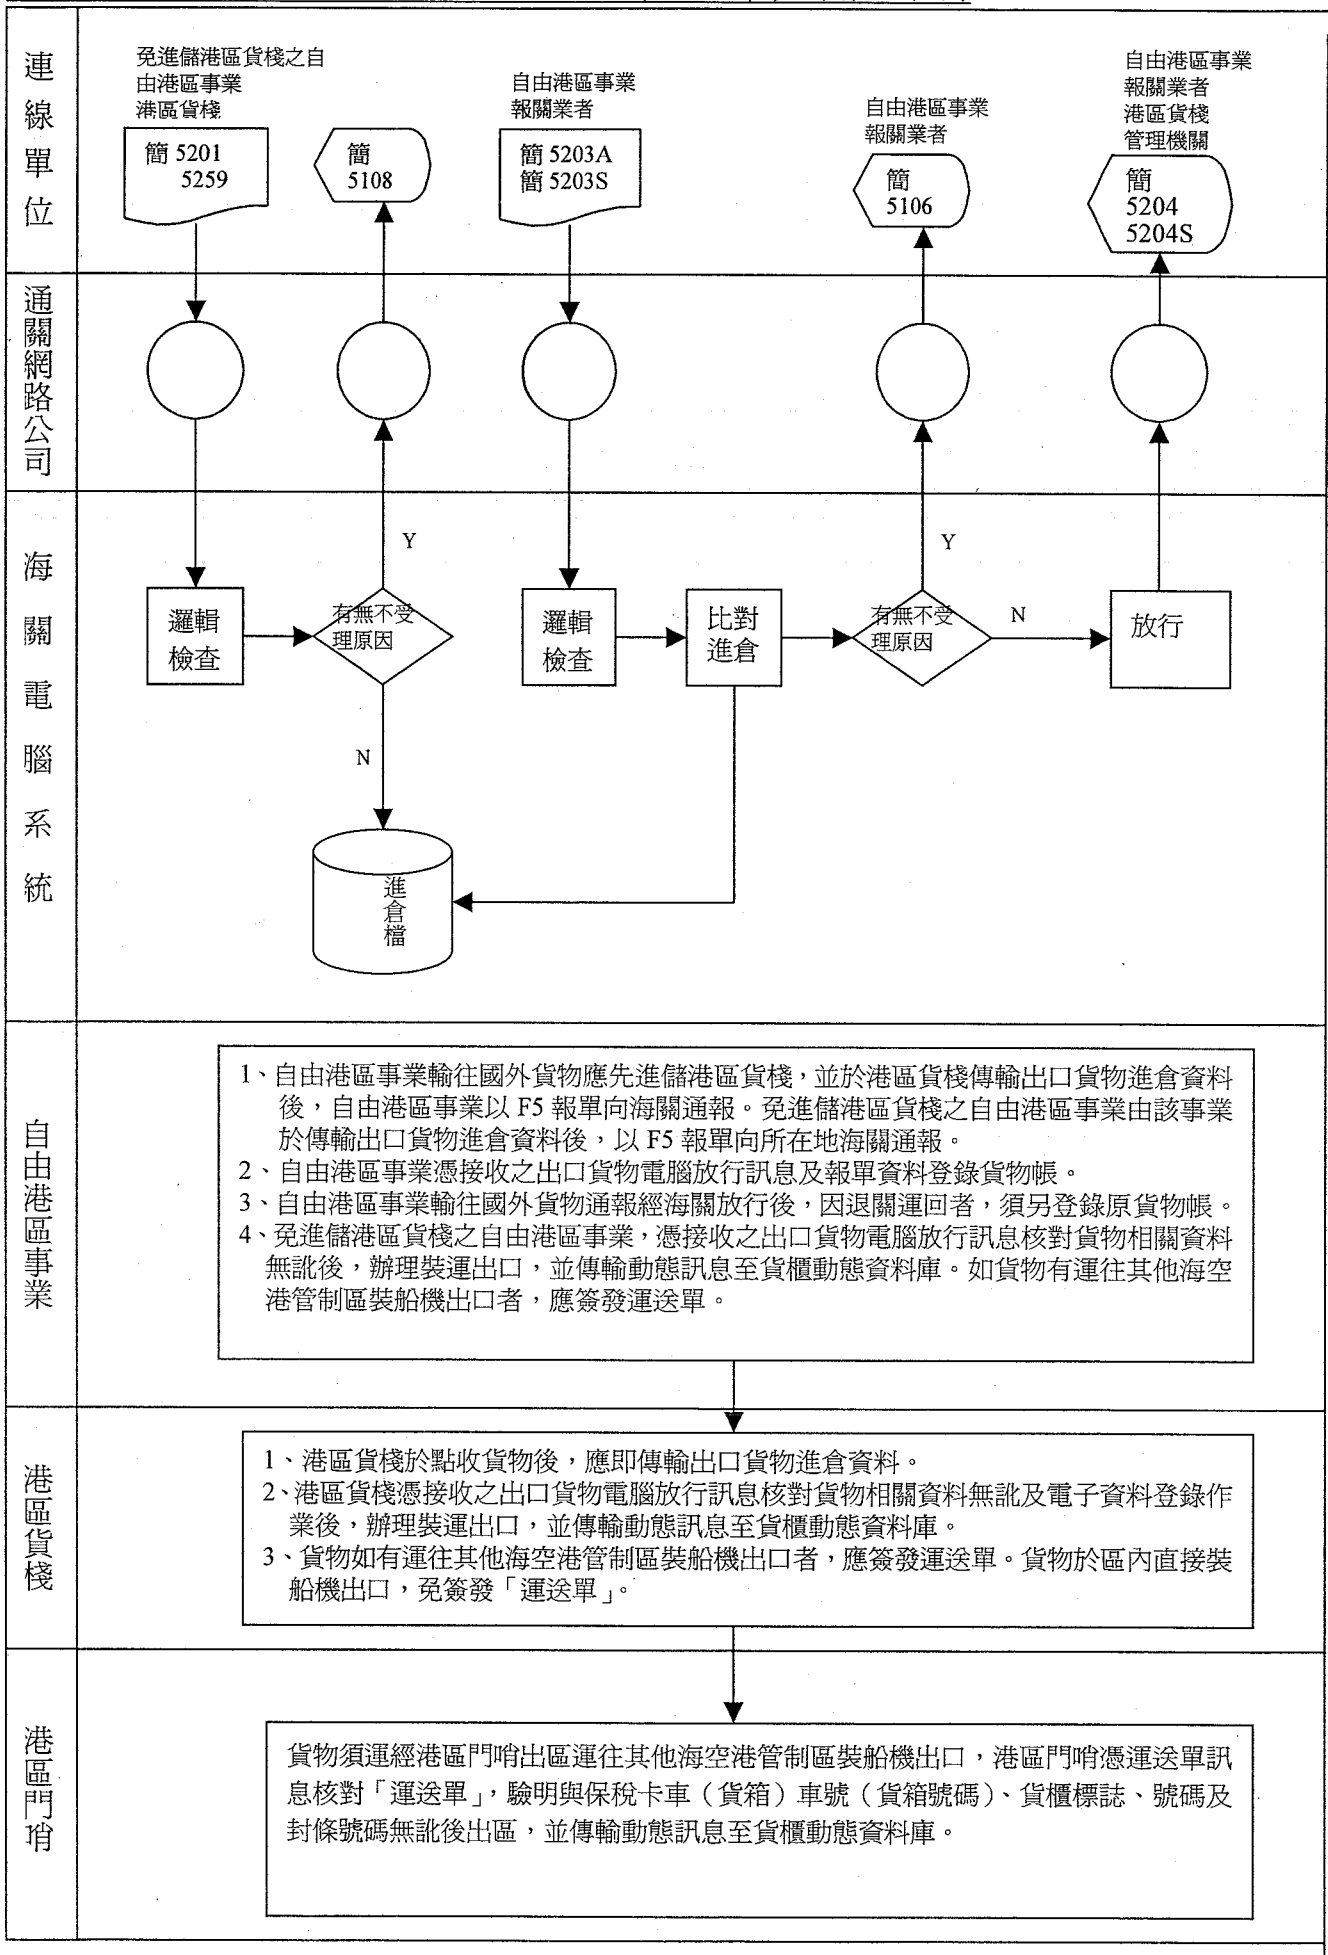 連線單位
免進儲港區貨棧之自
由港區事業
港區貨棧
簡 5201
5259
簡
5108
自由港區事業
報關業者
簡 5203A
簡 5203S
自由港區事業
報關業者
簡
5106
自由港區事業
報關業者
港區貨棧
管理機關
簡
5204
5204S
通關網路公司
海關電腦系統
Y
Y
邏輯
檢查
有無不受
理原因
邏輯
檢查
比對
進倉
有無不受
理原因
N
放行
N
進倉檔
自由港區事業
1、自由港區事業輸往國外貨物應先進儲港區貨棧，並於港區貨棧傳輸出口貨物進倉資料
後，自由港區事業以 F5 報單向海關通報。免進儲港區貨棧之自由港區事業由該事業
於傳輸出口貨物進倉資料後，以 F5 報單向所在地海關通報。
2、自由港區事業憑接收之出口貨物電腦放行訊息及報單資料登錄貨物帳。
3、自由港區事業輸往國外貨物通報經海關放行後，因退關運回者，須另登錄原貨物帳。
4、免進儲港區貨棧之自由港區事業，憑接收之出口貨物電腦放行訊息核對貨物相關資料
無訛後，辦理裝運出口，並傳輸動態訊息至貨櫃動態資料庫。如貨物有運往其他海空
港管制區裝船機出口者，應簽發運送單。
港區貨棧
1、港區貨棧於點收貨物後，應即傳輸出口貨物進倉資料。
2、港區貨棧憑接收之出口貨物電腦放行訊息核對貨物相關資料無訛及電子資料登錄作
業後，辦理裝運出口，並傳輸動態訊息至貨櫃動態資料庫。
3、貨物如有運往其他海空港管制區裝船機出口者，應簽發運送單。貨物於區內直接裝
船機出口，免簽發「運送單」。
港區門哨
貨物須運經港區門哨出區運往其他海空港管制區裝船機出口，港區門哨憑運送單訊
息核對「運送單」，驗明與保稅卡車（貨箱）車號（貨箱號碼）、貨櫃標誌、號碼及
封條號碼無訛後出區，並傳輸動態訊息至貨櫃動態資料庫。